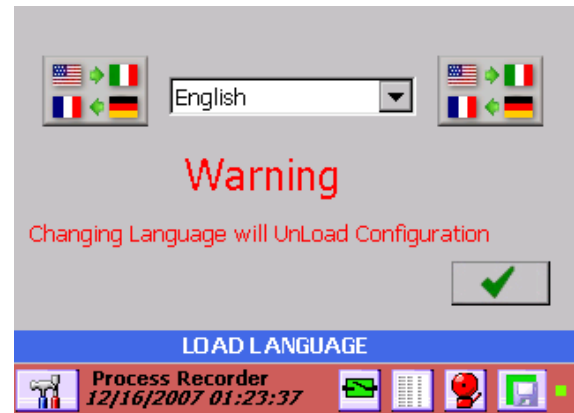 English
Warning
Changing Language will UnLoad Configuration
LOAD LANGUAGE
Process Recorder
12/16/2007 01:23:37